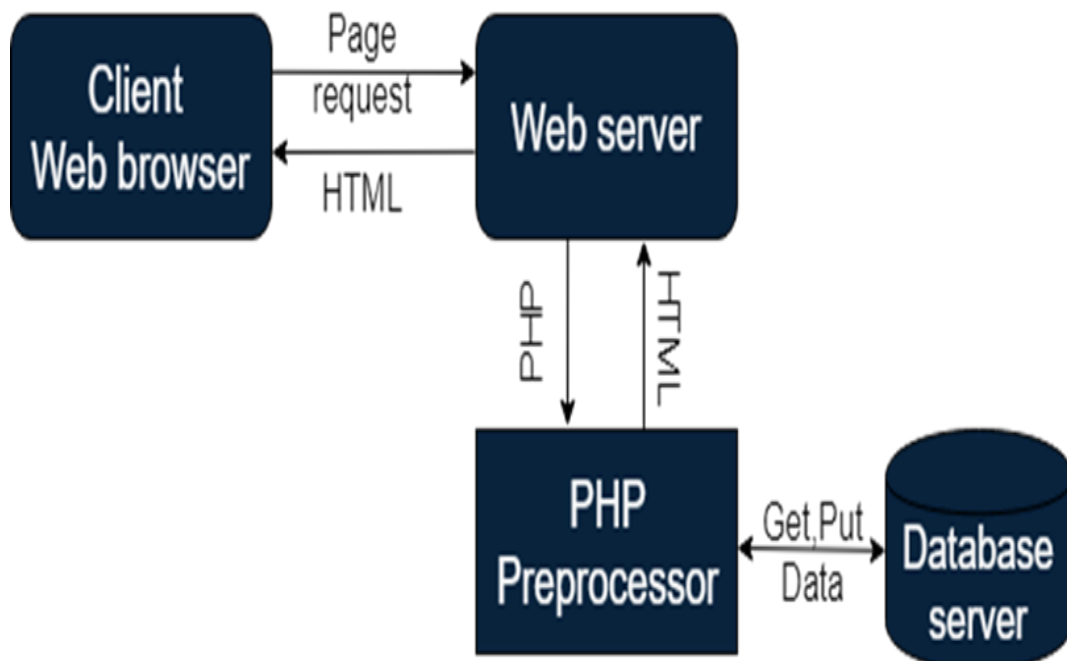 Client
Web browser
Page
request
HTML
Web server
PHP
HTML
PHP
Preprocessor
Get,Put
Data
Database
server